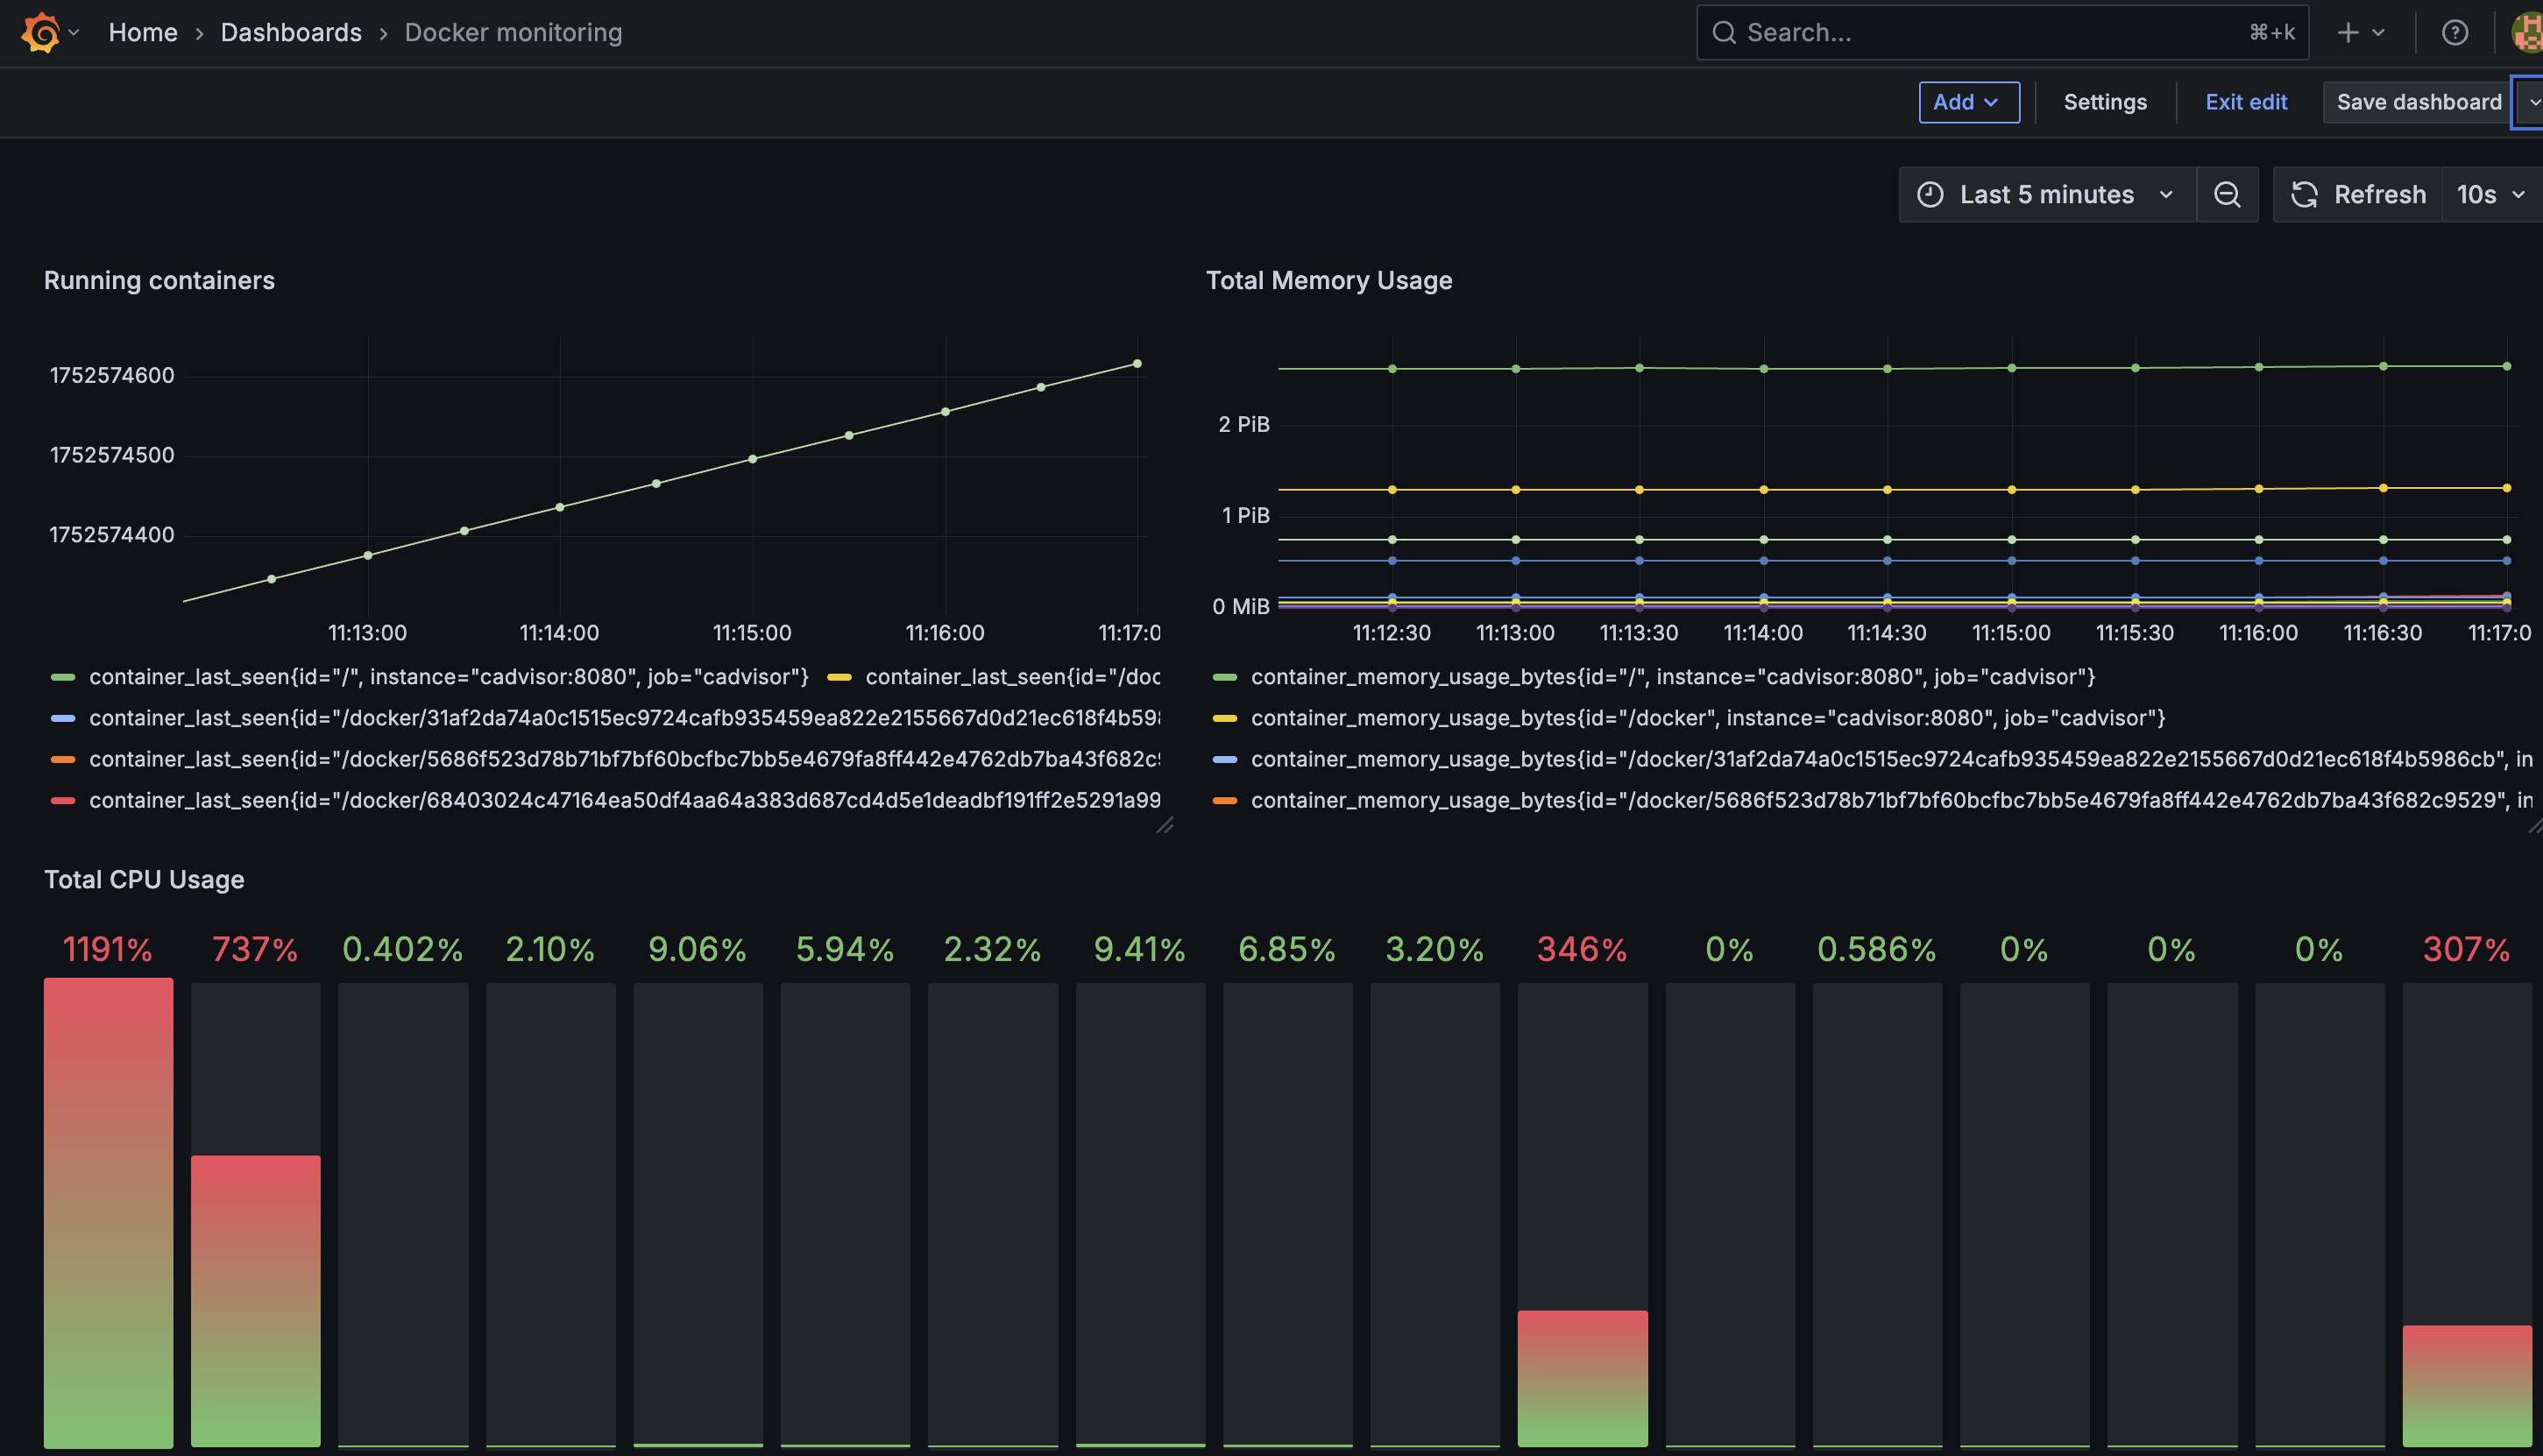 Home › Dashboards › Docker monitoring
Search... ⌘+k
Add
Settings
Exit edit
Save dashboard
Last 5 minutes
Refresh
10s
Running containers
1752574600
1752574500
1752574400
11:13:00 11:14:00 11:15:00 11:16:00 11:17:0
container_last_seen{id="/", instance="cadvisor:8080", job="cadvisor"} container_last_seen{id="/doc
container_last_seen{id="/docker/31af2da74a0c1515ec9724cafb935459ea822e2155667d0d21ec618f4b598
container_last_seen{id="/docker/5686f523d78b71bf7bf60bcfbc7bb5e4679fa8ff442e4762db7ba43f682c9
container_last_seen{id="/docker/68403024c47164ea50df4aa64a383d687cd4d5e1deadbf191ff2e5291a99
Total Memory Usage
2 PiB
1 PiB
0 MiB
11:12:30 11:13:00 11:13:30 11:14:00 11:14:30 11:15:00 11:15:30 11:16:00 11:16:30 11:17:0
container_memory_usage_bytes{id="/", instance="cadvisor:8080", job="cadvisor"}
container_memory_usage_bytes{id="/docker", instance="cadvisor:8080", job="cadvisor"}
container_memory_usage_bytes{id="/docker/31af2da74a0c1515ec9724cafb935459ea822e2155667d0d21ec618f4b5986cb", in
container_memory_usage_bytes{id="/docker/5686f523d78b71bf7bf60bcfbc7bb5e4679fa8ff442e4762db7ba43f682c9529", in
Total CPU Usage
1191% 737% 0.402% 2.10% 9.06% 5.94% 2.32% 9.41% 6.85% 3.20% 346% 0% 0.586% 0% 0% 0% 307%